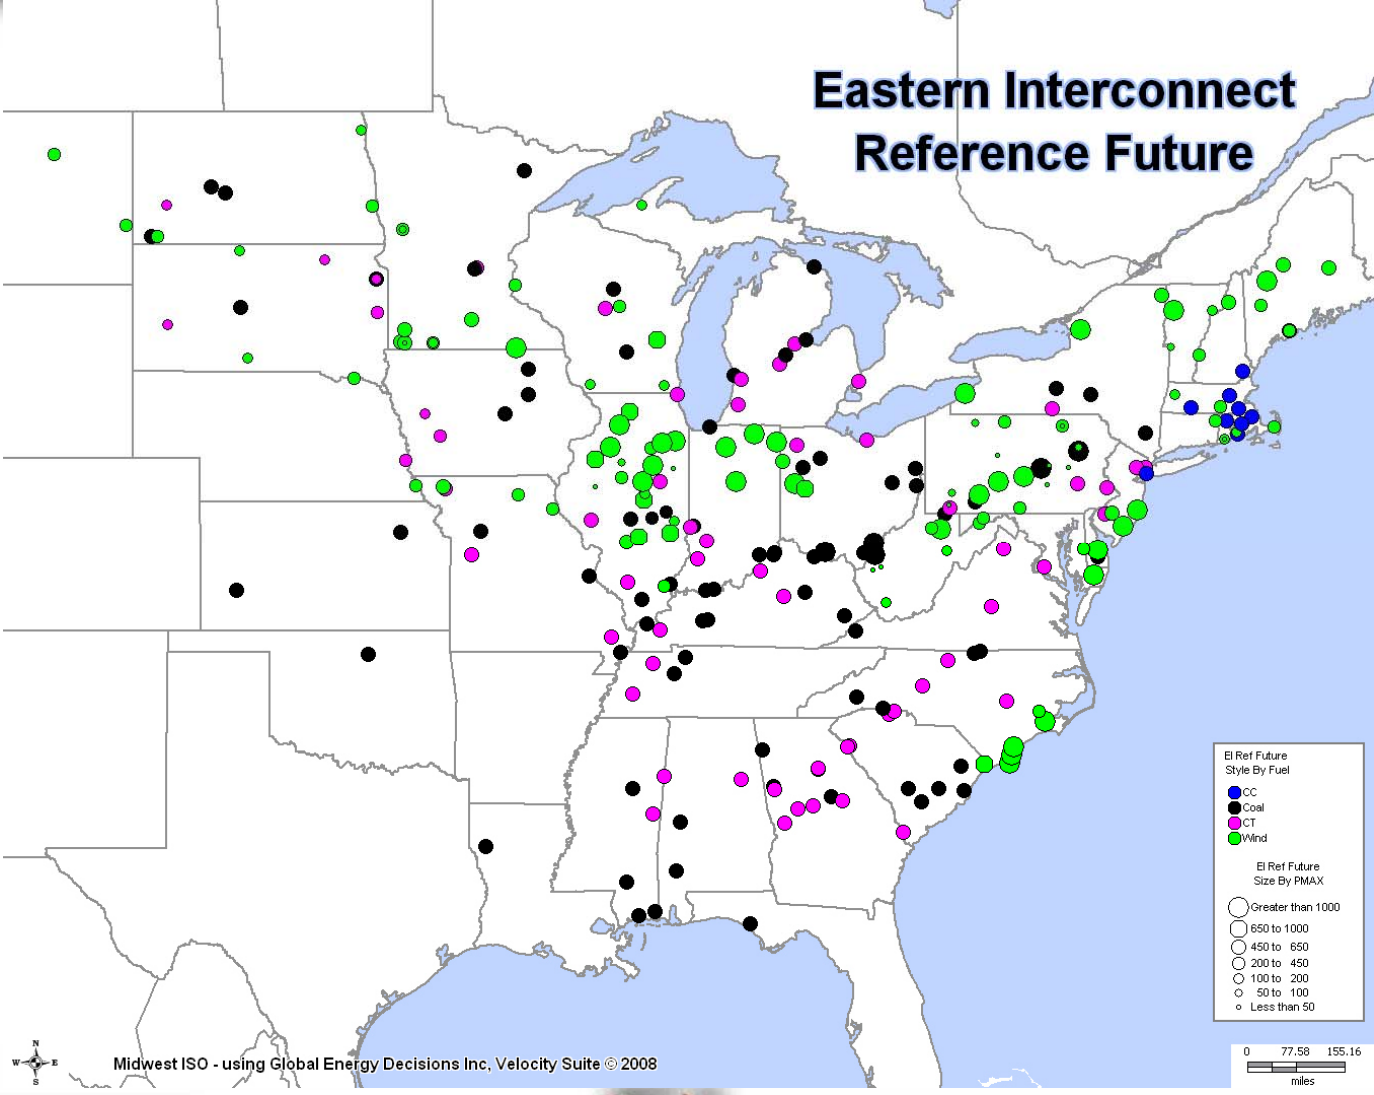 Eastern Interconnect
Reference Future
EI Ref Future
Style By Fuel
CC
Coal
CT
Wind
EI Ref Future
Size By PMAX
Greater than 1000
650 to 1000
450 to 650
200 to 450
100 to 200
50 to 100
Less than 50
N
W E
S
Midwest ISO - using Global Energy Decisions Inc, Velocity Suite © 2008
0 77.58 155.16
miles